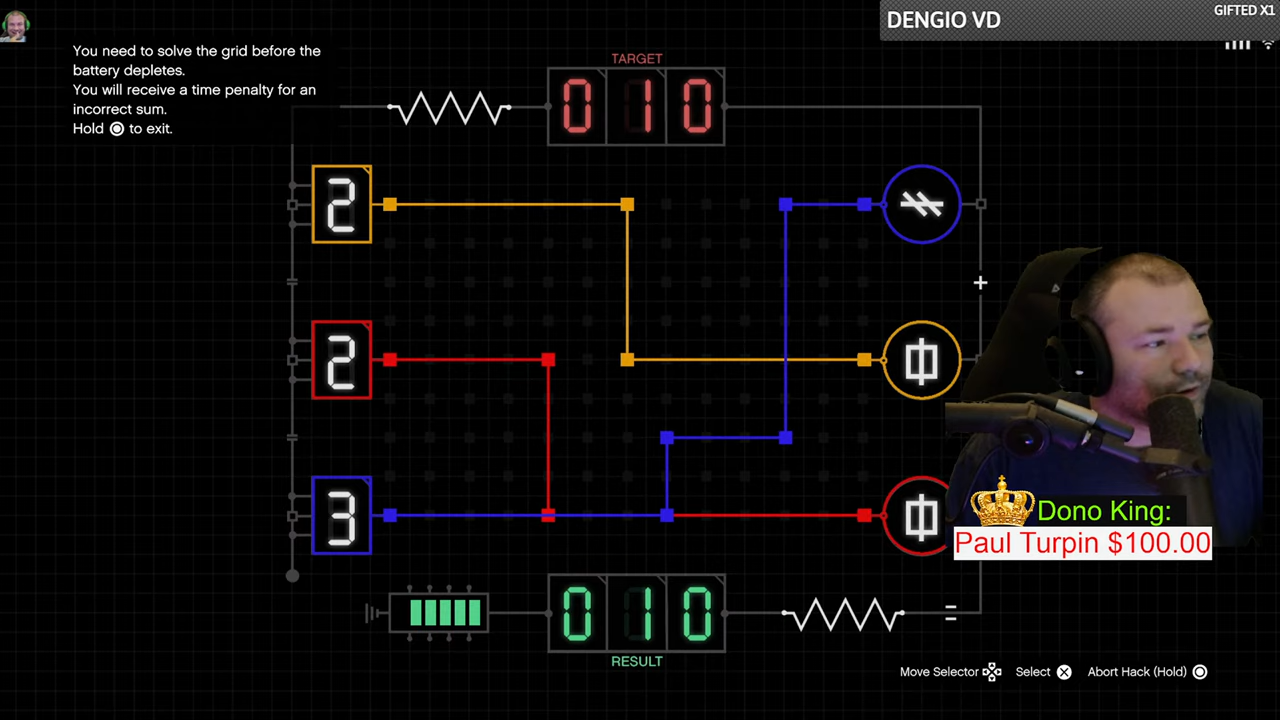 DENGIO VD
GIFTED X1
You need to solve the grid before the
battery depletes.
You will receive a time penalty for an
incorrect sum.
Hold to exit.
TARGET
010
2
2
+
3
Dono King:
Paul Turpin $100.00
010
=
RESULT
Move Selector
Select
Abort Hack (Hold)